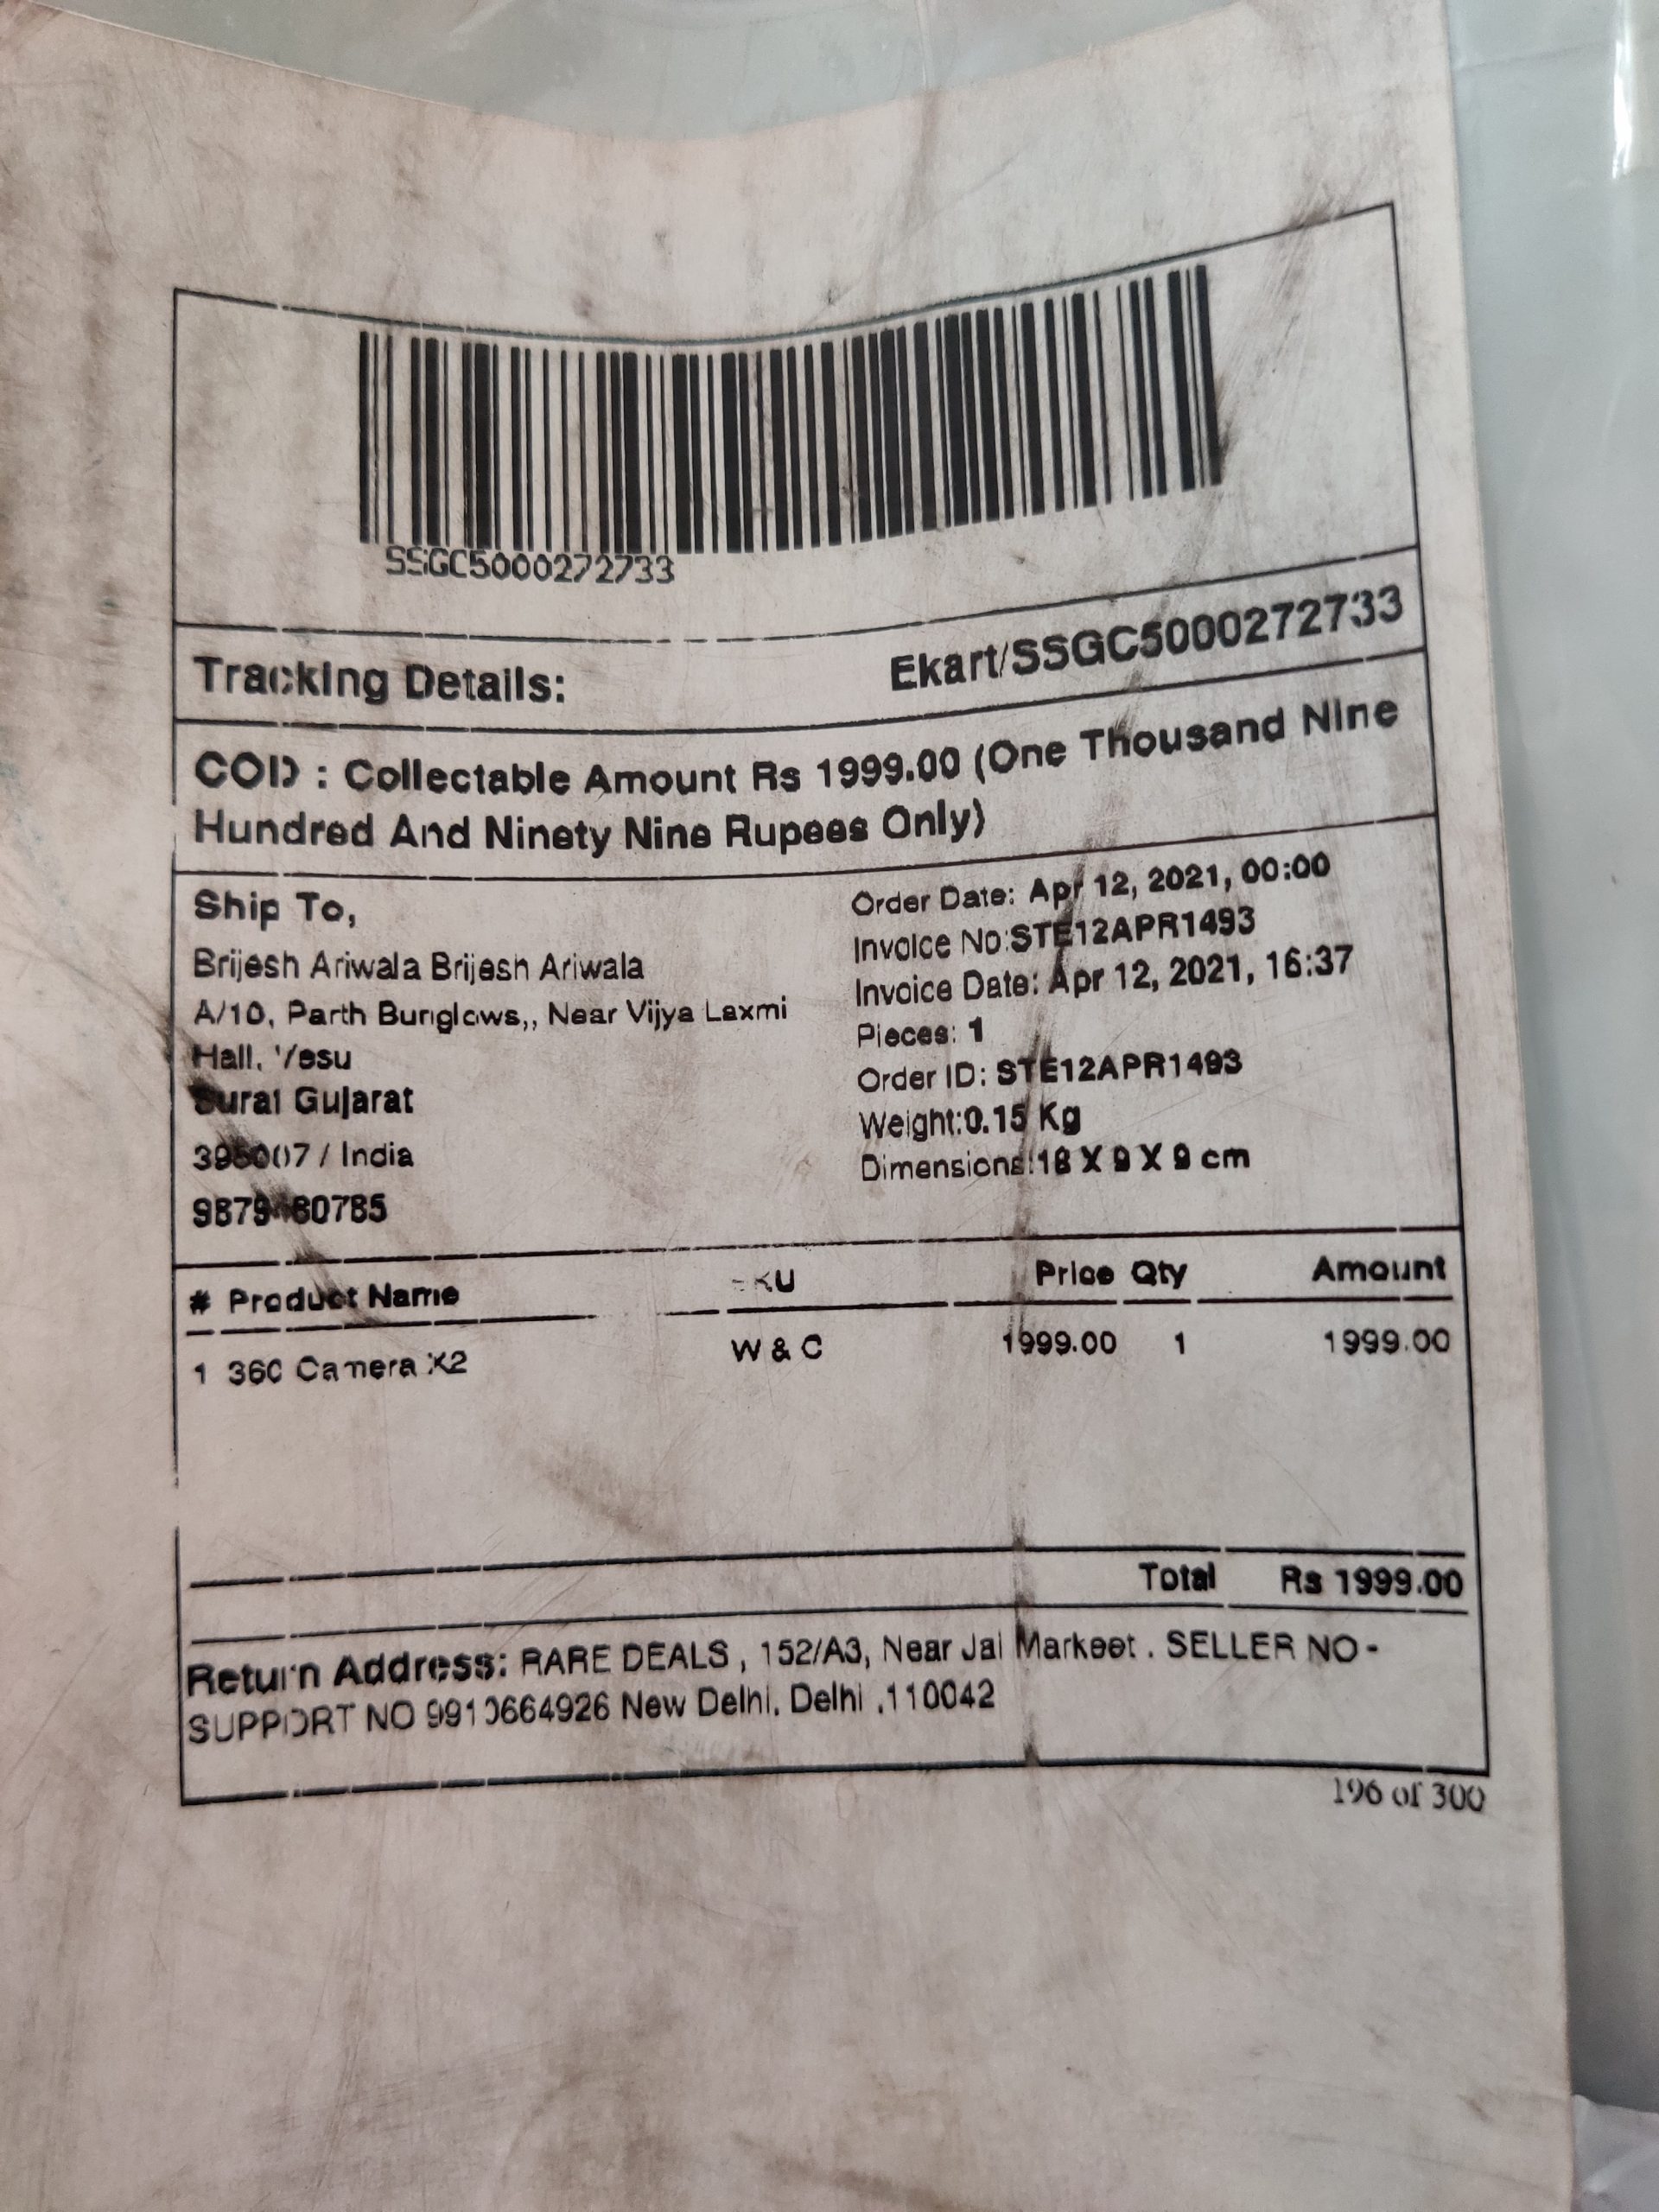 SSGC5000272733
Tracking Details: Ekart/SSGC5000272733
COD : Collectable Amount Rs 1999.00 (One Thousand Nine
Hundred And Ninety Nine Rupees Only)
Ship To,
Brijesh Ariwala Brijesh Ariwala
A/10, Parth Bunglows,, Near Vijya Laxmi
Hall, Vesu
Surat Gujarat
395007 / India
Order Date: Apr 12, 2021, 00:00
Invoice No:STE12APR1493
Invoice Date: Apr 12, 2021, 16:37
Pieces: 1
Order ID: STE12APR1493
Weight:0.15 Kg
Dimensions:18 X 9 X 9 cm
# Product Name SKU Price Qty Amount
1 360 Camera X2 W & C 1999.00 1 1999.00
Total Rs 1999.00
Return Address: RARE DEALS , 152/A3, Near Jai Markeet . SELLER NO -
SUPPORT NO 9910664926 New Delhi, Delhi ,110042
196 of 300